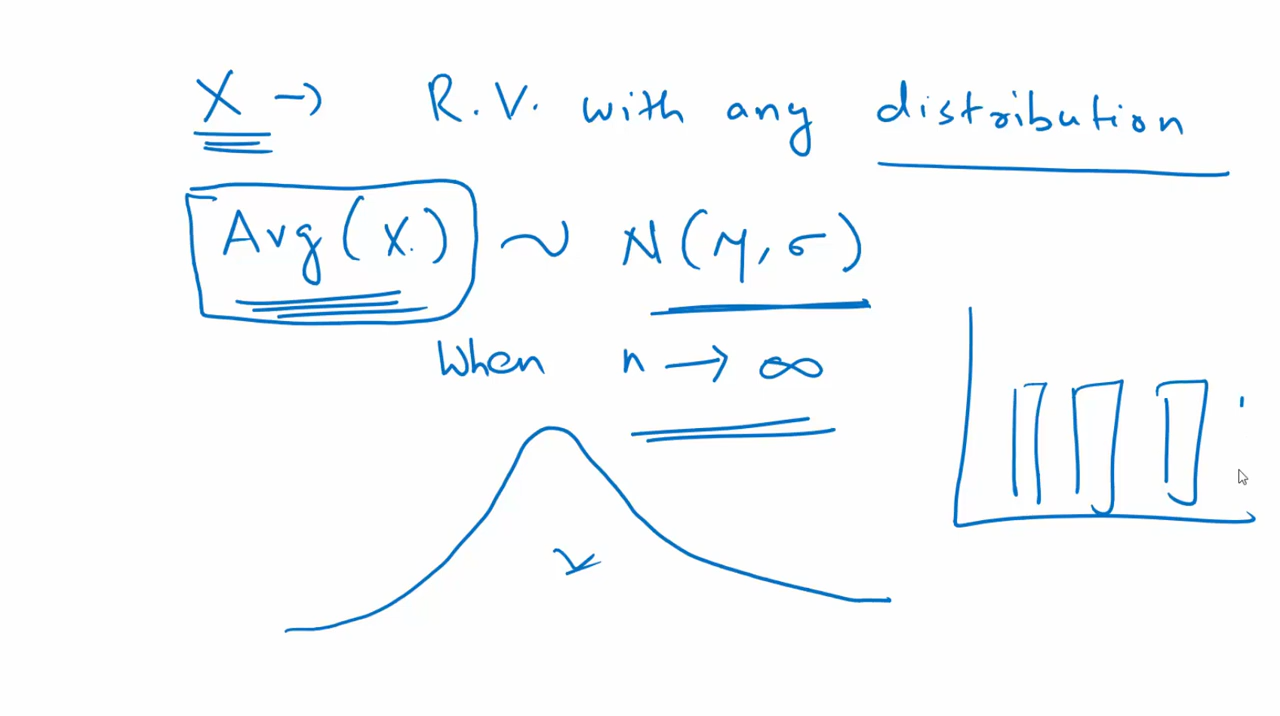 X → R.V. with any distribution
Avg(X.) ~ N(μ, σ)
When n → ∞